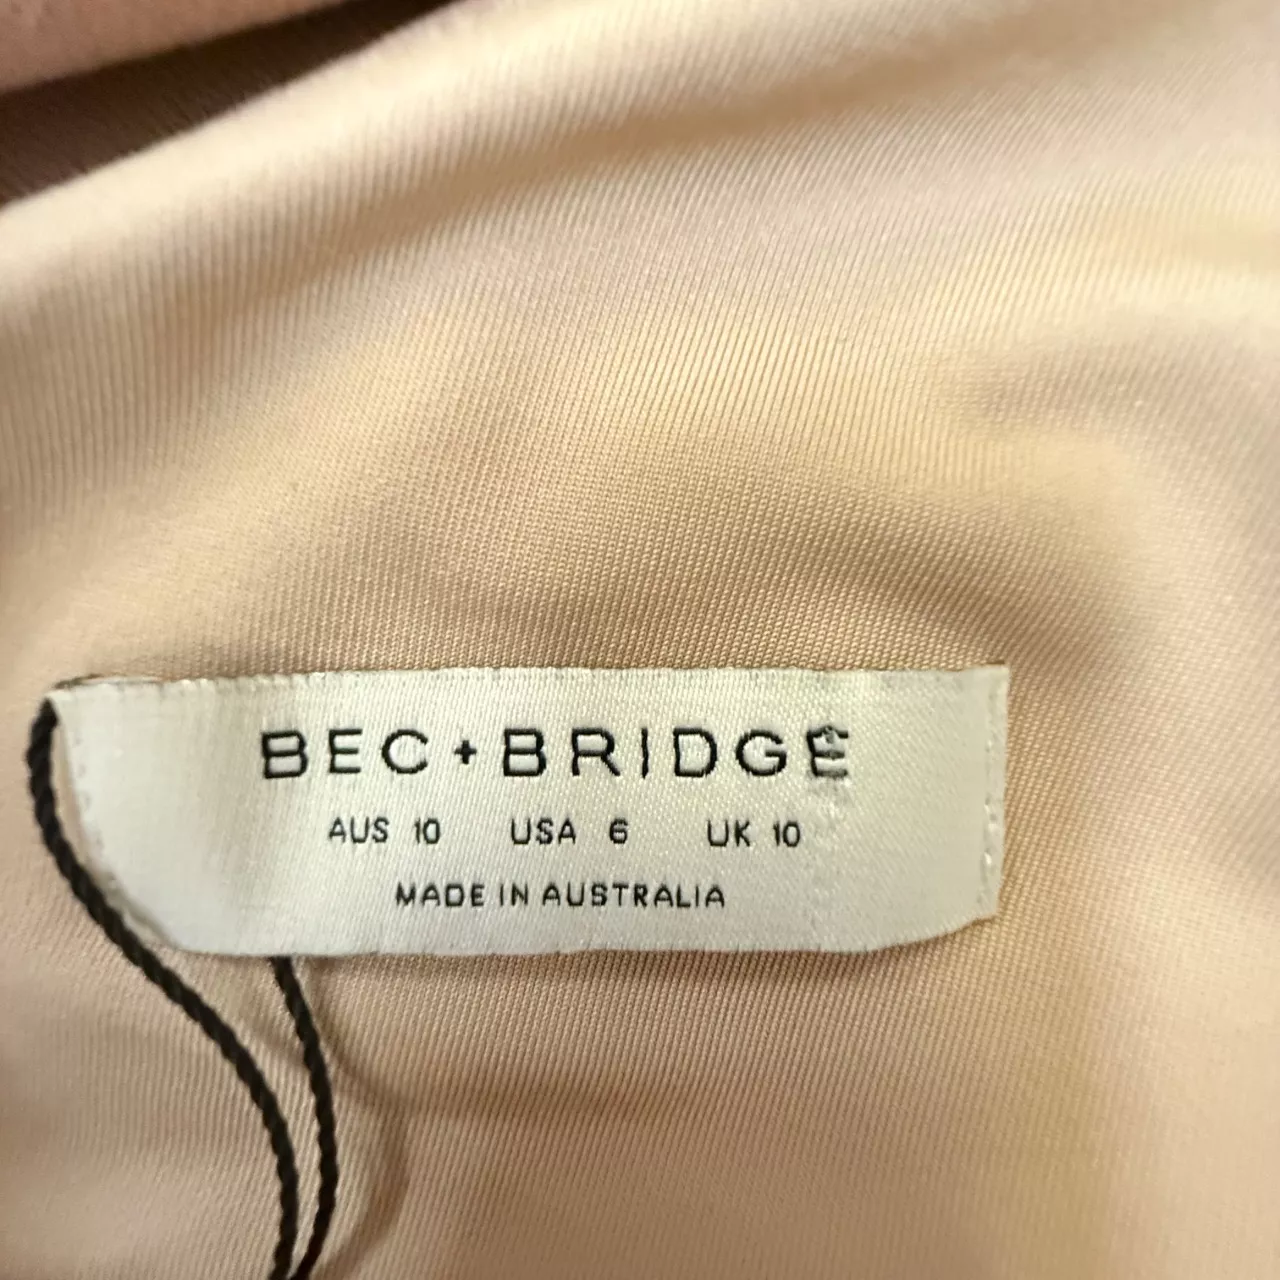 BEC+BRIDGE
AUS 10 USA 6 UK 10
MADE IN AUSTRALIA